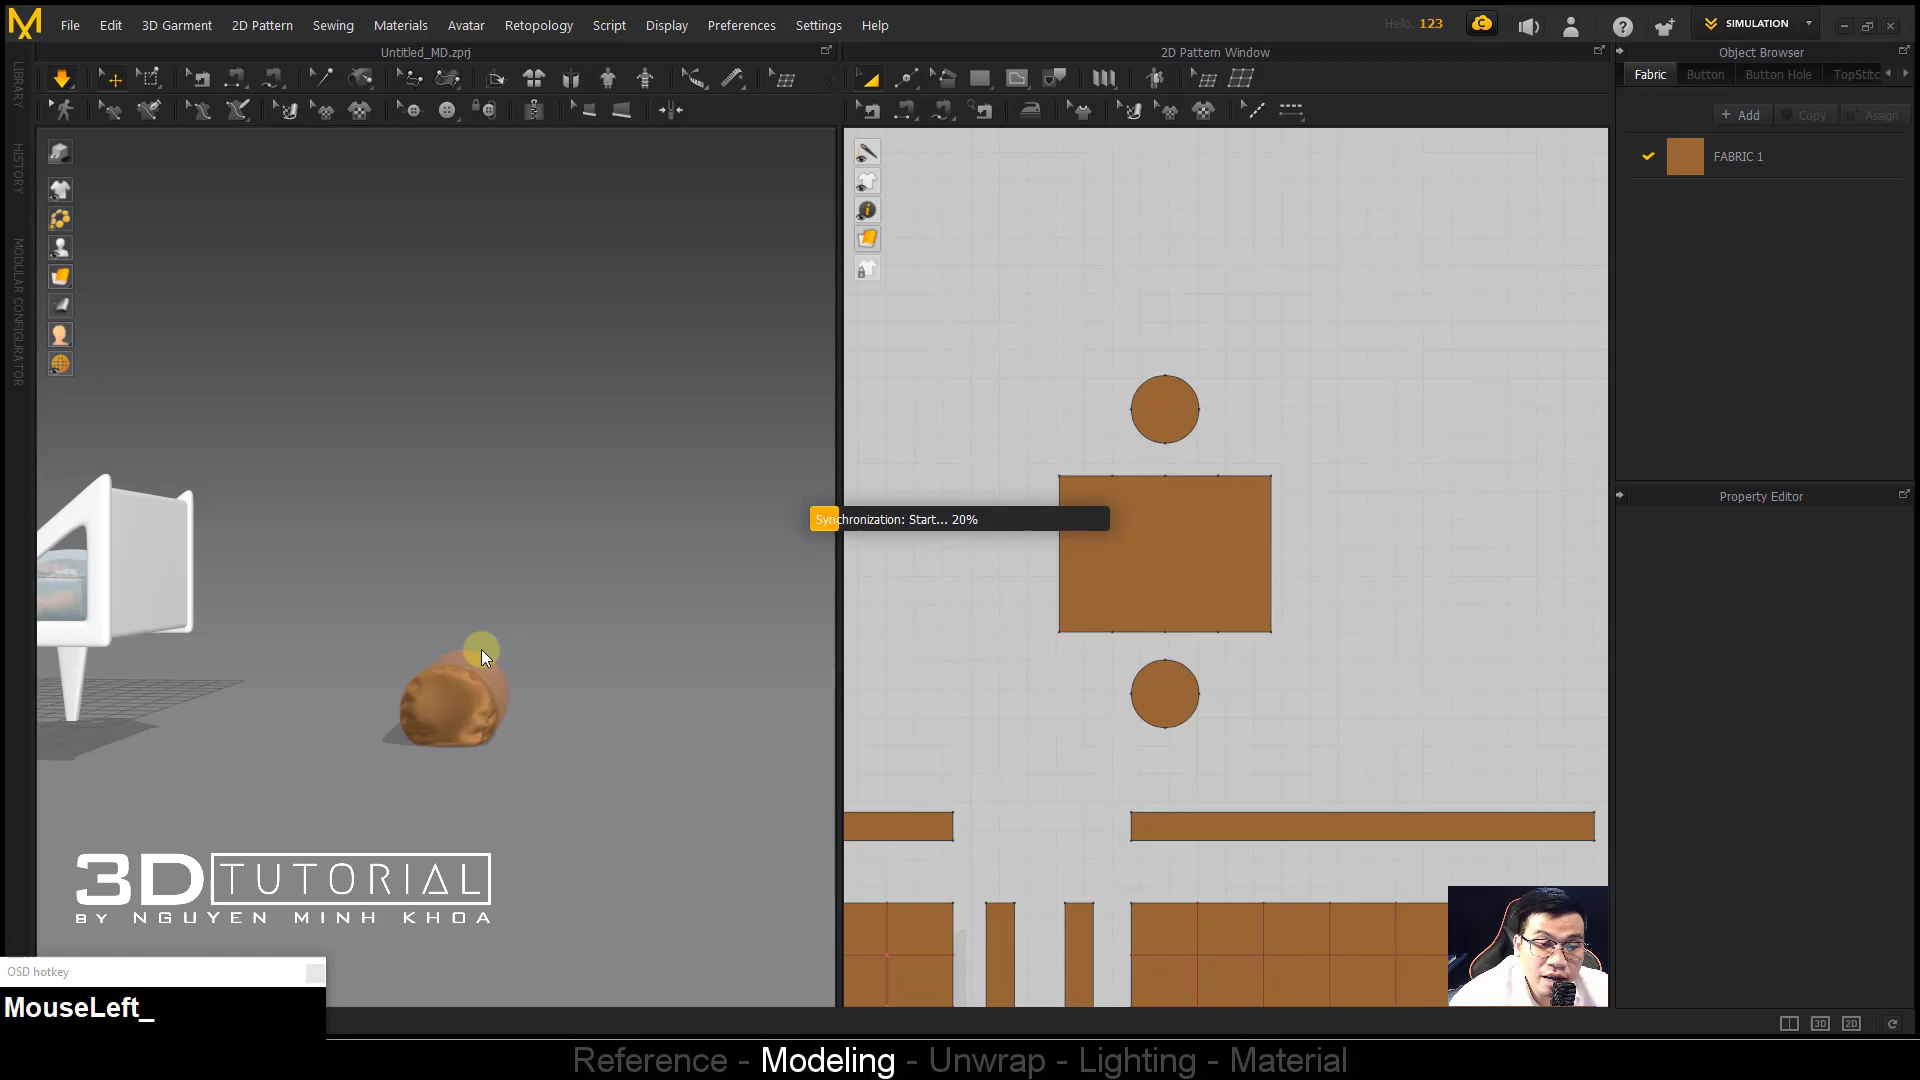 File Edit 3D Garment 2D Pattern Sewing Materials Avatar Retopology Script Display Preferences Settings Help
Hello, 123
SIMULATION
Untitled_MD.zprj
2D Pattern Window
Object Browser
Fabric Button Button Hole TopStitc
+ Add Copy Assign
FABRIC 1
LIBRARY
HISTORY
MODULAR CONFIGURATOR
Synchronization: Start... 20%
Property Editor
3D TUTORIAL
BY NGUYEN MINH KHOA
OSD hotkey
MouseLeft_
3D 2D
Reference - Modeling - Unwrap - Lighting - Material